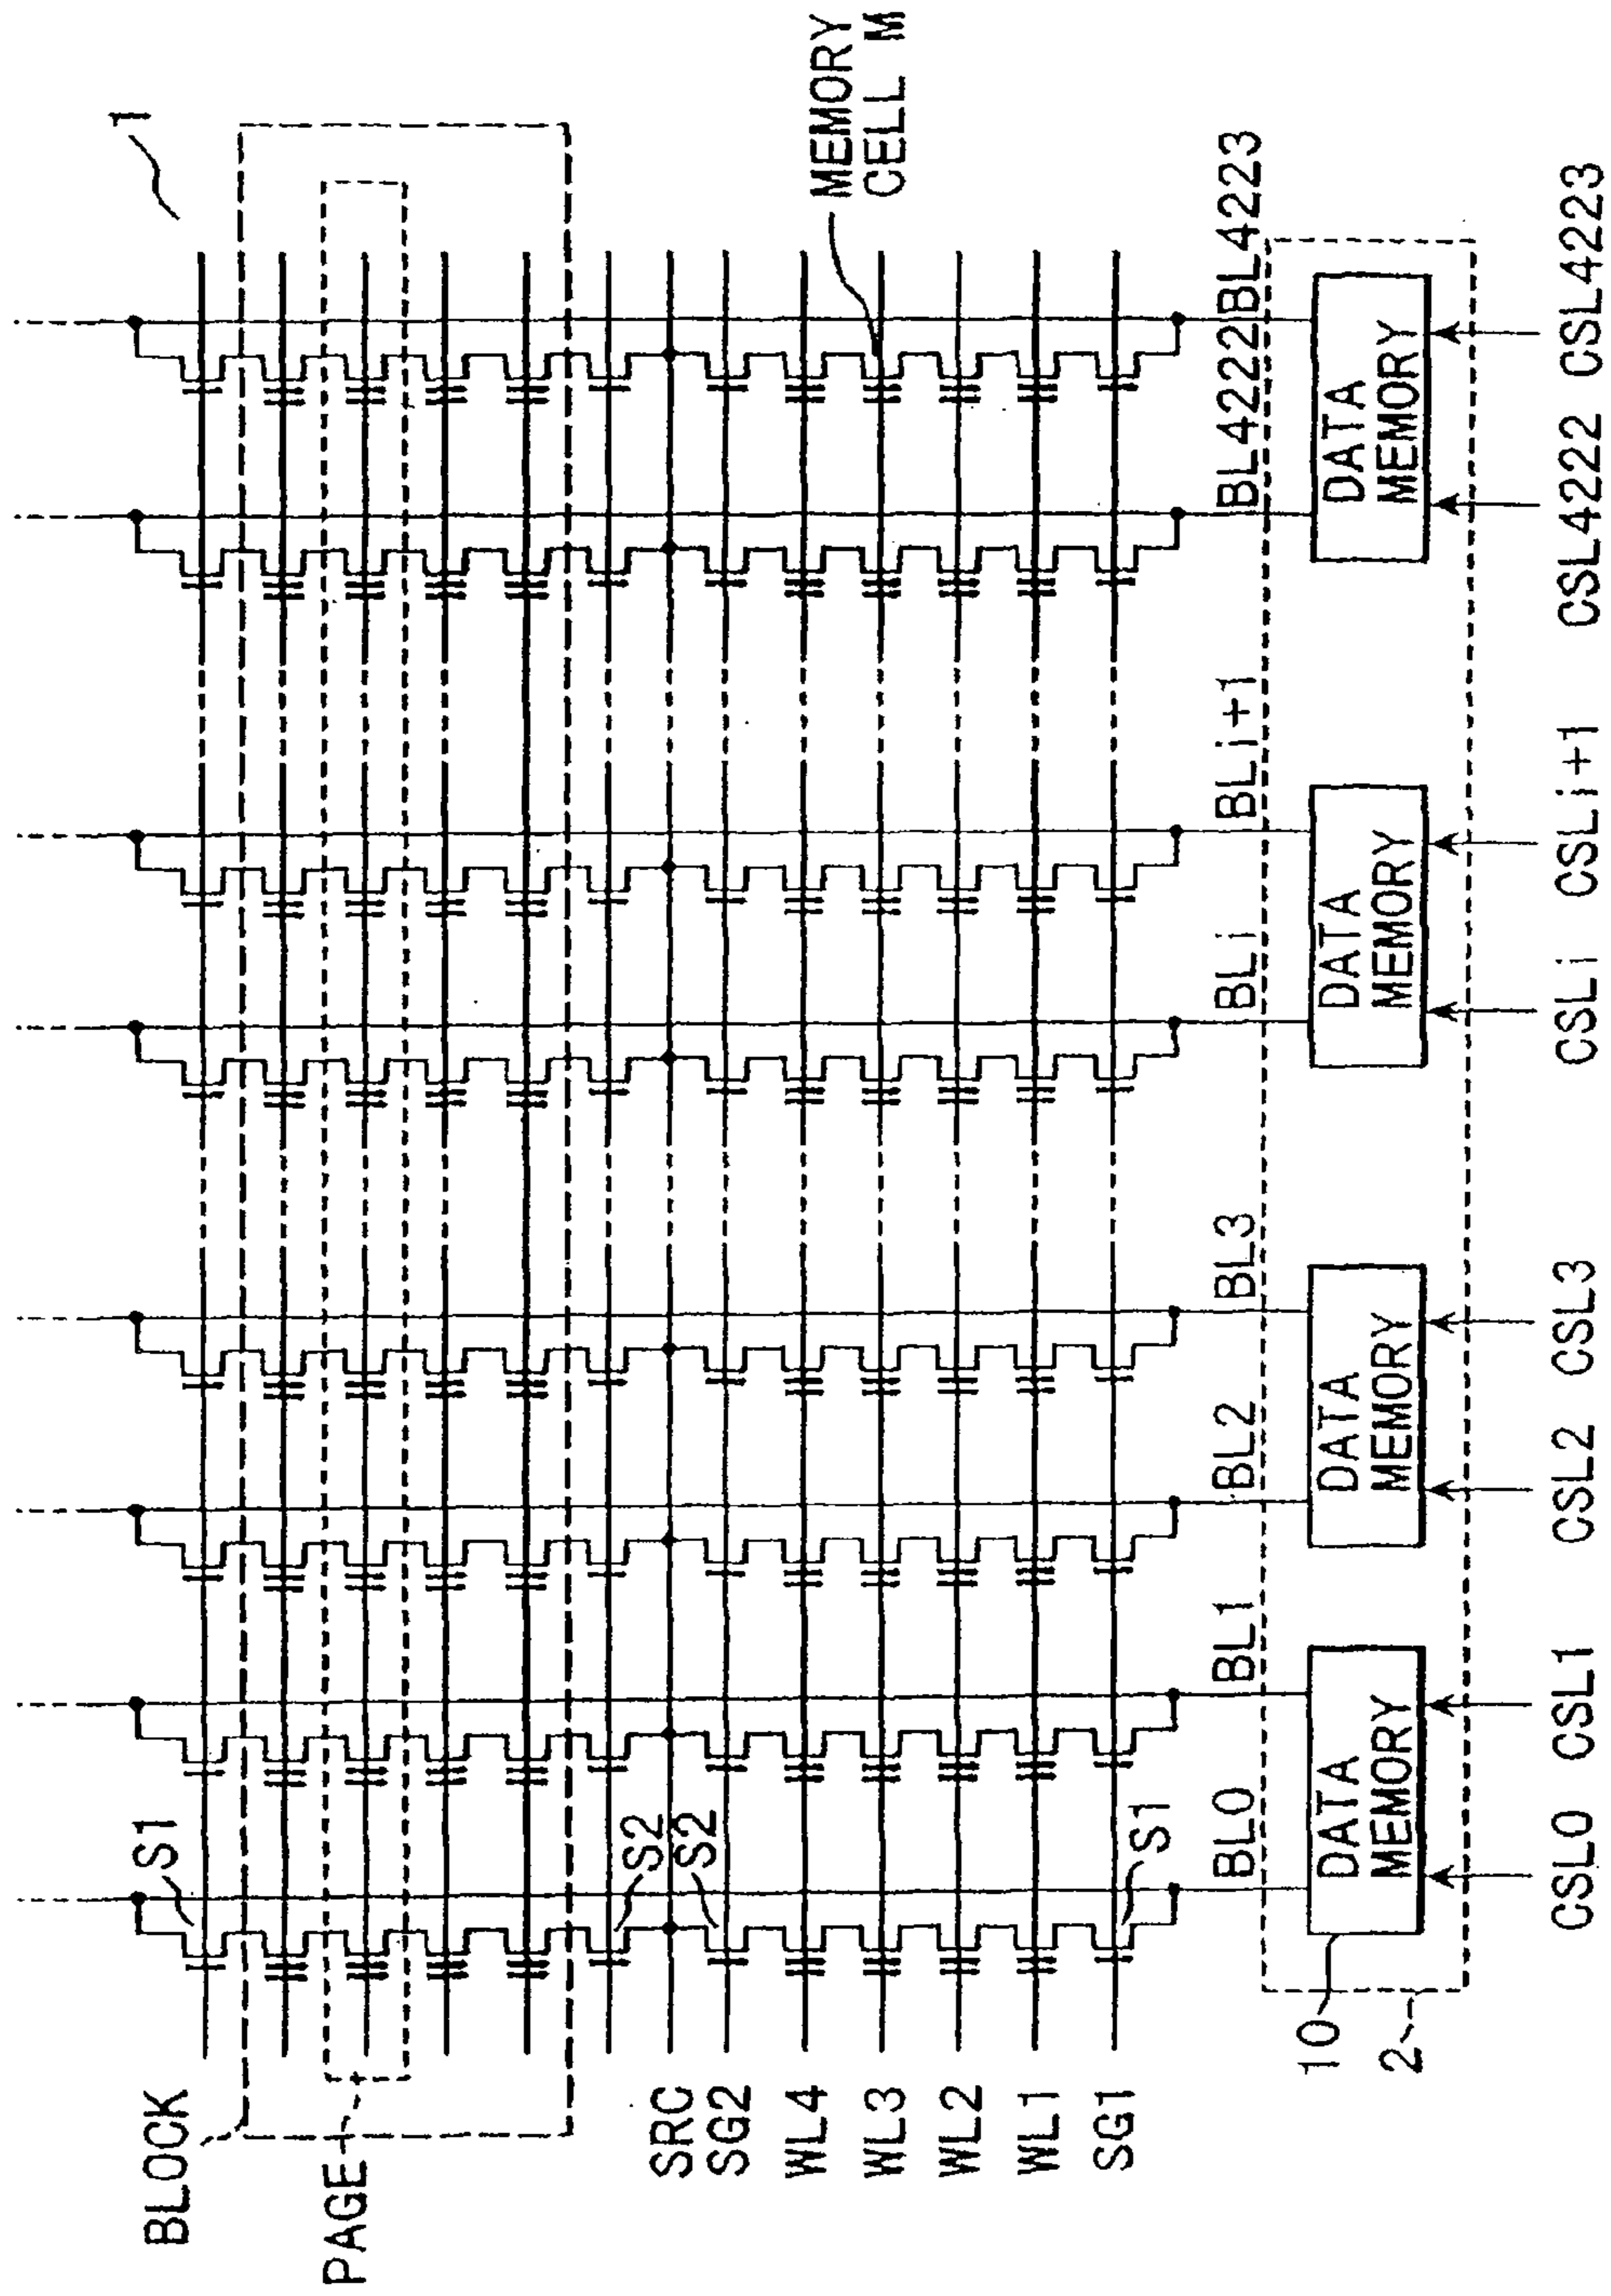 1
BLOCK
PAGE
S1
S2
SRC
S2
SG2
WL4
MEMORY
CELL M
WL3
WL2
WL1
SG1
S1
BL0
BL1
BL2
BL3
BLi
BLi+1
BL4222
BL4223
10
DATA
MEMORY
DATA
MEMORY
DATA
MEMORY
DATA
MEMORY
2
CSL0
CSL1
CSL2
CSL3
CSLi
CSLi+1
CSL4222
CSL4223